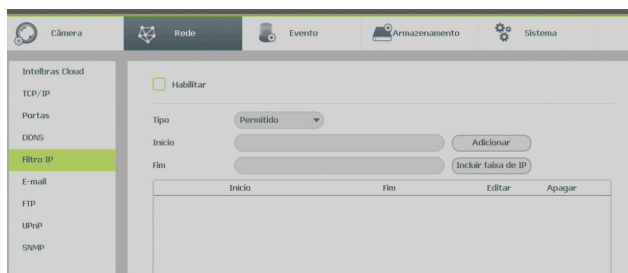 Câmera
Rede
Evento
Armazenamento
Sistema
Intelbras Cloud
TCP/IP
Portas
DDNS
Filtro IP
E-mail
FTP
UPnP
SNMP
Habilitar
Tipo Permitido
Início Adicionar
Fim Incluir faixa de IP
Início Fim Editar Apagar